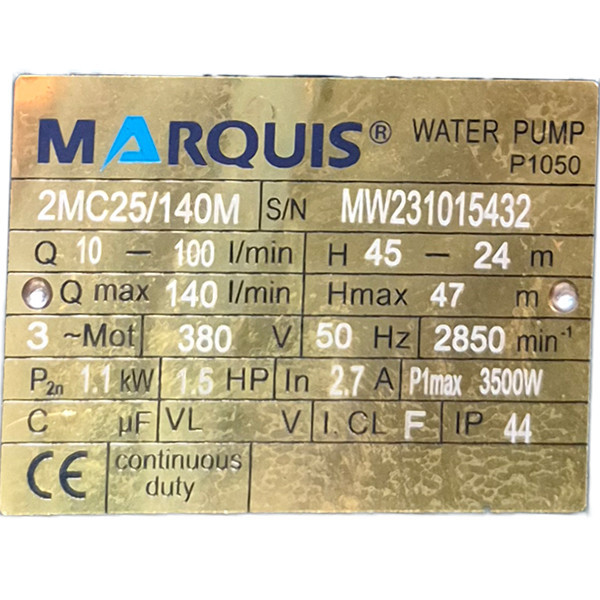 MARQUIS® WATER PUMP
P1050
2MC25/140M S/N MW231015432
Q 10 – 100 l/min H 45 – 24 m
Q max 140 l/min Hmax 47 m
3 ~Mot 380 V 50 Hz 2850 min-1
P2n 1.1 kW 1.5 HP In 2.7 A P1max 3500W
C µF VL V I. CL F IP 44
CE continuous
duty